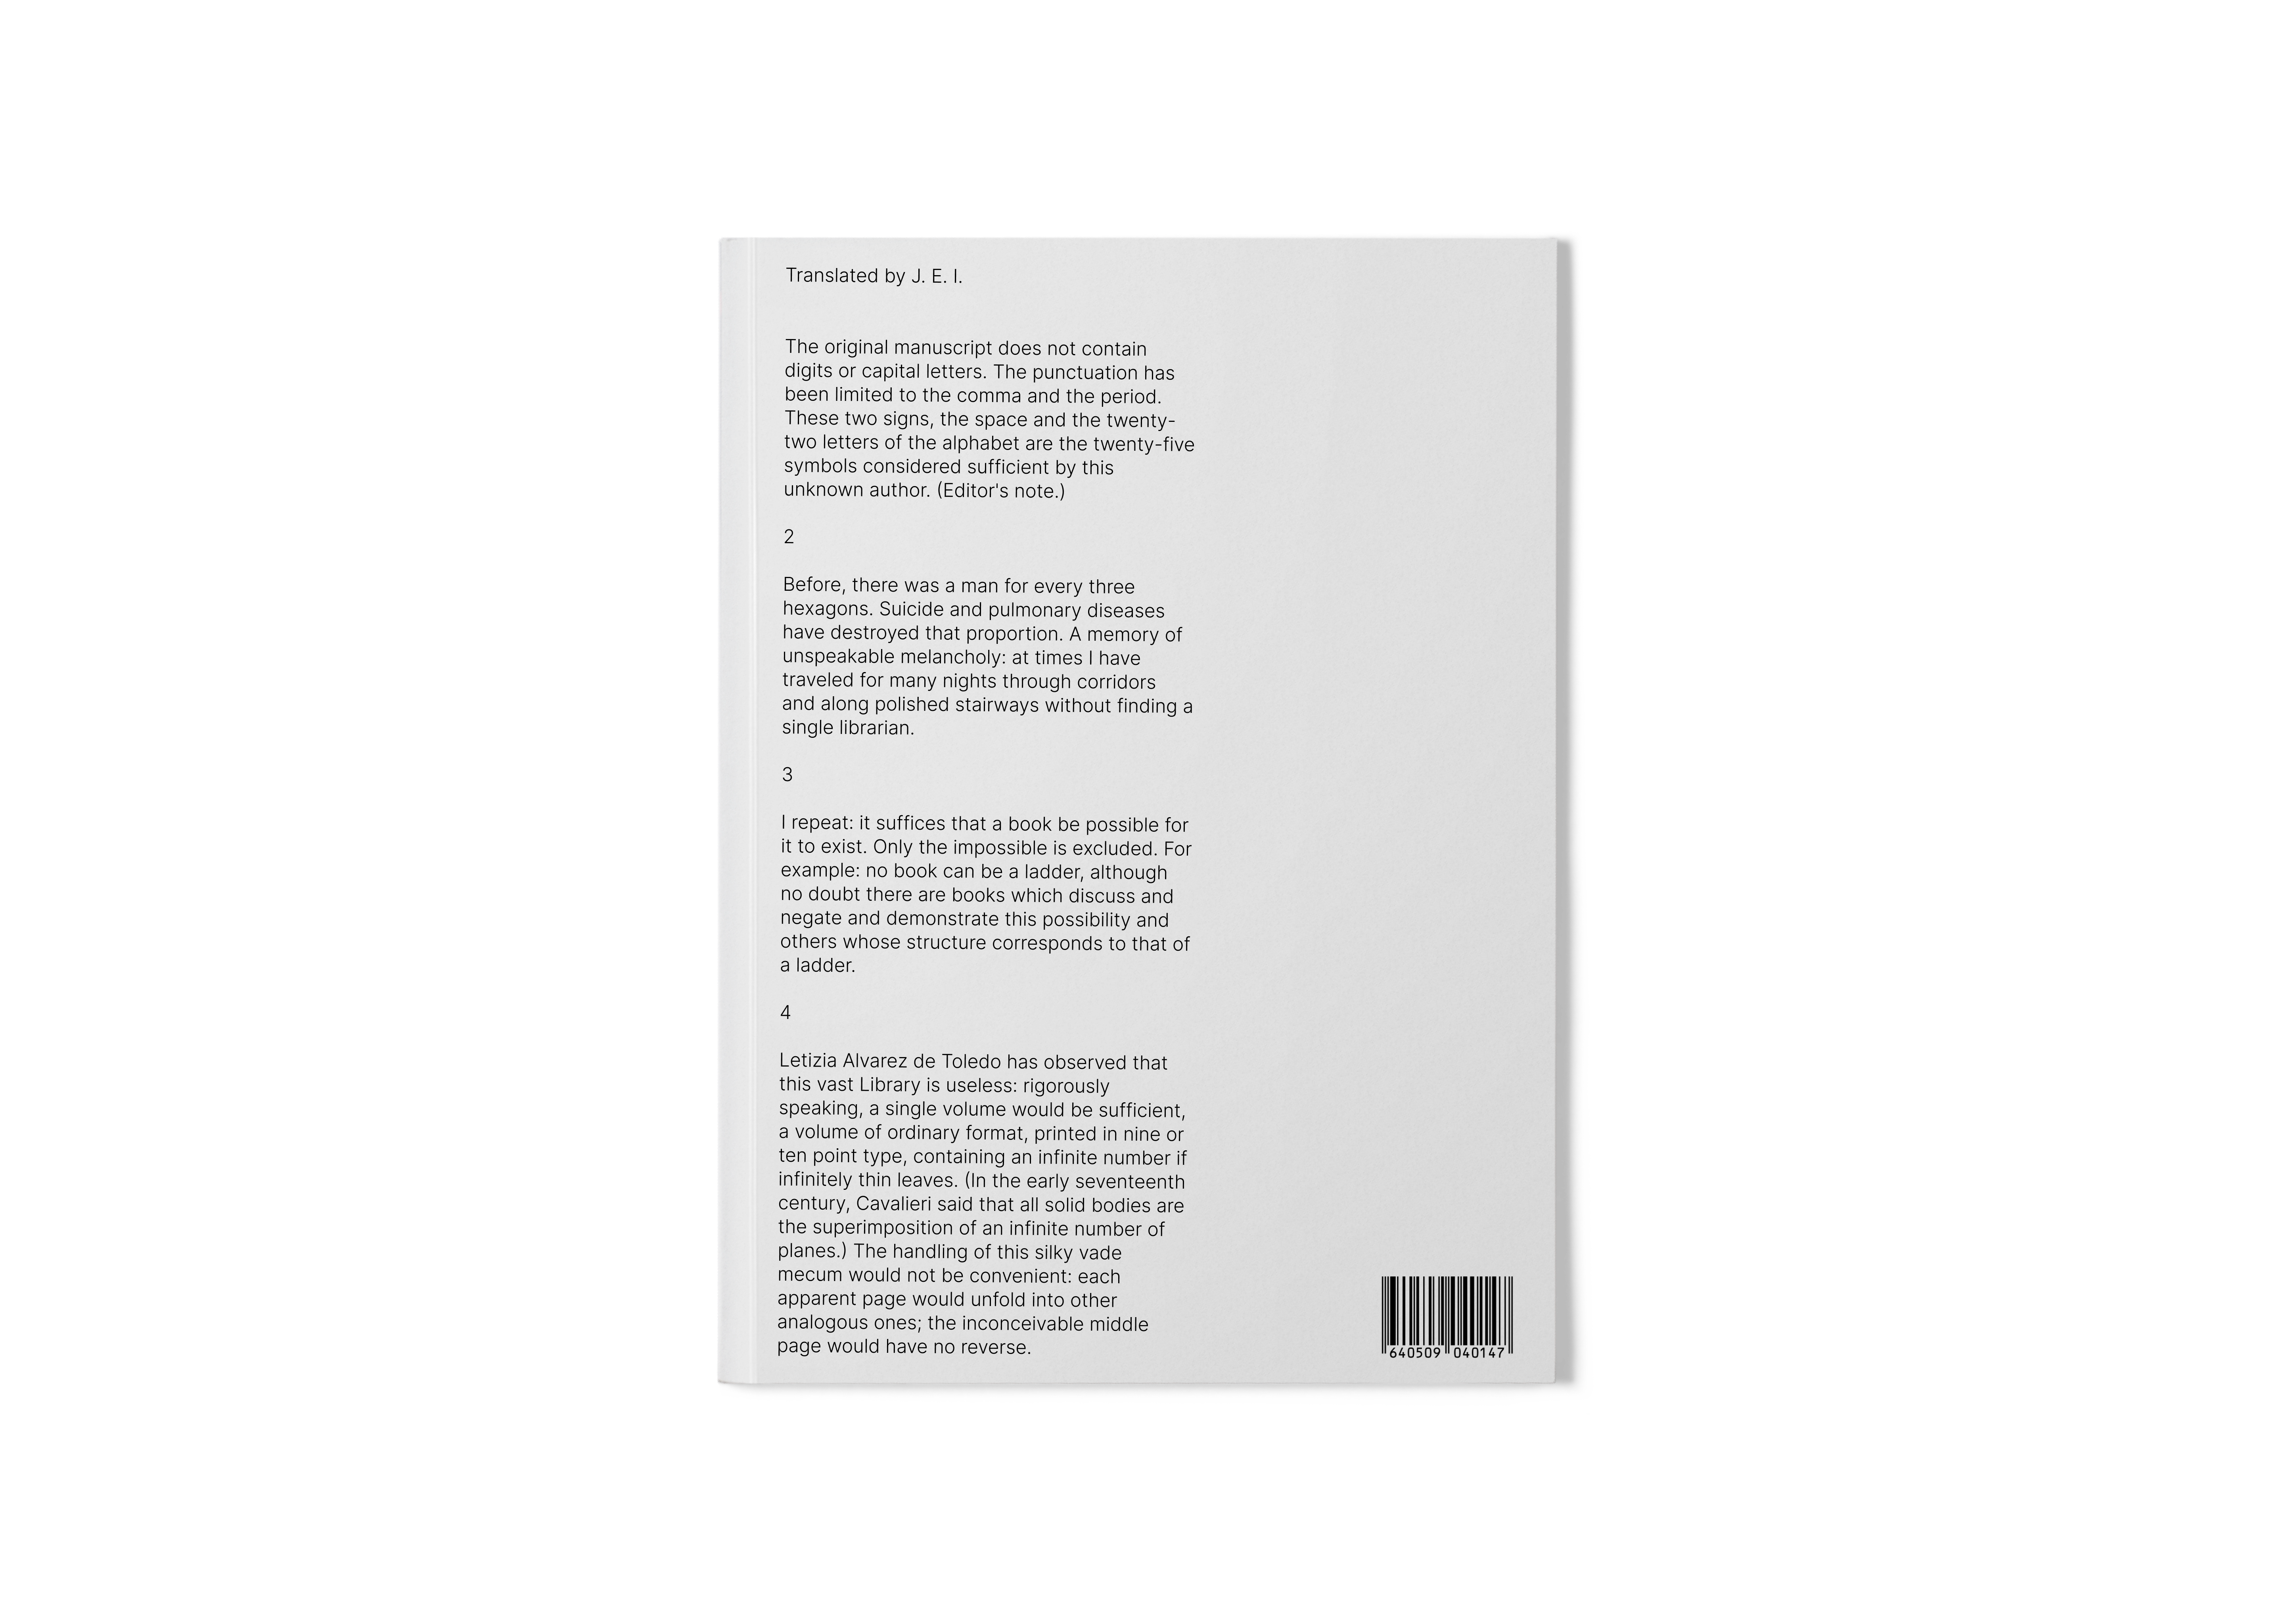 Translated by J. E. I.
The original manuscript does not contain
digits or capital letters. The punctuation has
been limited to the comma and the period.
These two signs, the space and the twenty-
two letters of the alphabet are the twenty-five
symbols considered sufficient by this
unknown author. (Editor's note.)
2
Before, there was a man for every three
hexagons. Suicide and pulmonary diseases
have destroyed that proportion. A memory of
unspeakable melancholy: at times I have
traveled for many nights through corridors
and along polished stairways without finding a
single librarian.
3
I repeat: it suffices that a book be possible for
it to exist. Only the impossible is excluded. For
example: no book can be a ladder, although
no doubt there are books which discuss and
negate and demonstrate this possibility and
others whose structure corresponds to that of
a ladder.
4
Letizia Alvarez de Toledo has observed that
this vast Library is useless: rigorously
speaking, a single volume would be sufficient,
a volume of ordinary format, printed in nine or
ten point type, containing an infinite number if
infinitely thin leaves. (In the early seventeenth
century, Cavalieri said that all solid bodies are
the superimposition of an infinite number of
planes.) The handling of this silky vade
mecum would not be convenient: each
apparent page would unfold into other
analogous ones; the inconceivable middle
page would have no reverse.
640509 040147